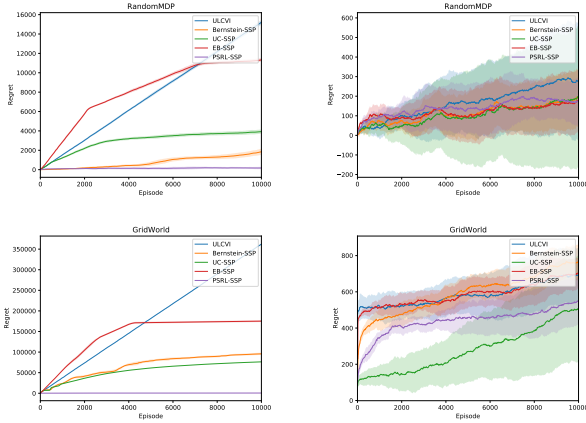 RandomMDP
Regret
16000
14000
12000
10000
8000
6000
4000
2000
0
0 2000 4000 6000 8000 10000
Episode
ULCVI
Bernstein-SSP
UC-SSP
EB-SSP
PSRL-SSP
RandomMDP
Regret
600
500
400
300
200
100
0
−100
−200
0 2000 4000 6000 8000 10000
Episode
ULCVI
Bernstein-SSP
UC-SSP
EB-SSP
PSRL-SSP
GridWorld
Regret
350000
300000
250000
200000
150000
100000
50000
0
0 2000 4000 6000 8000 10000
Episode
ULCVI
Bernstein-SSP
UC-SSP
EB-SSP
PSRL-SSP
GridWorld
Regret
800
600
400
200
0
0 2000 4000 6000 8000 10000
Episode
ULCVI
Bernstein-SSP
UC-SSP
EB-SSP
PSRL-SSP